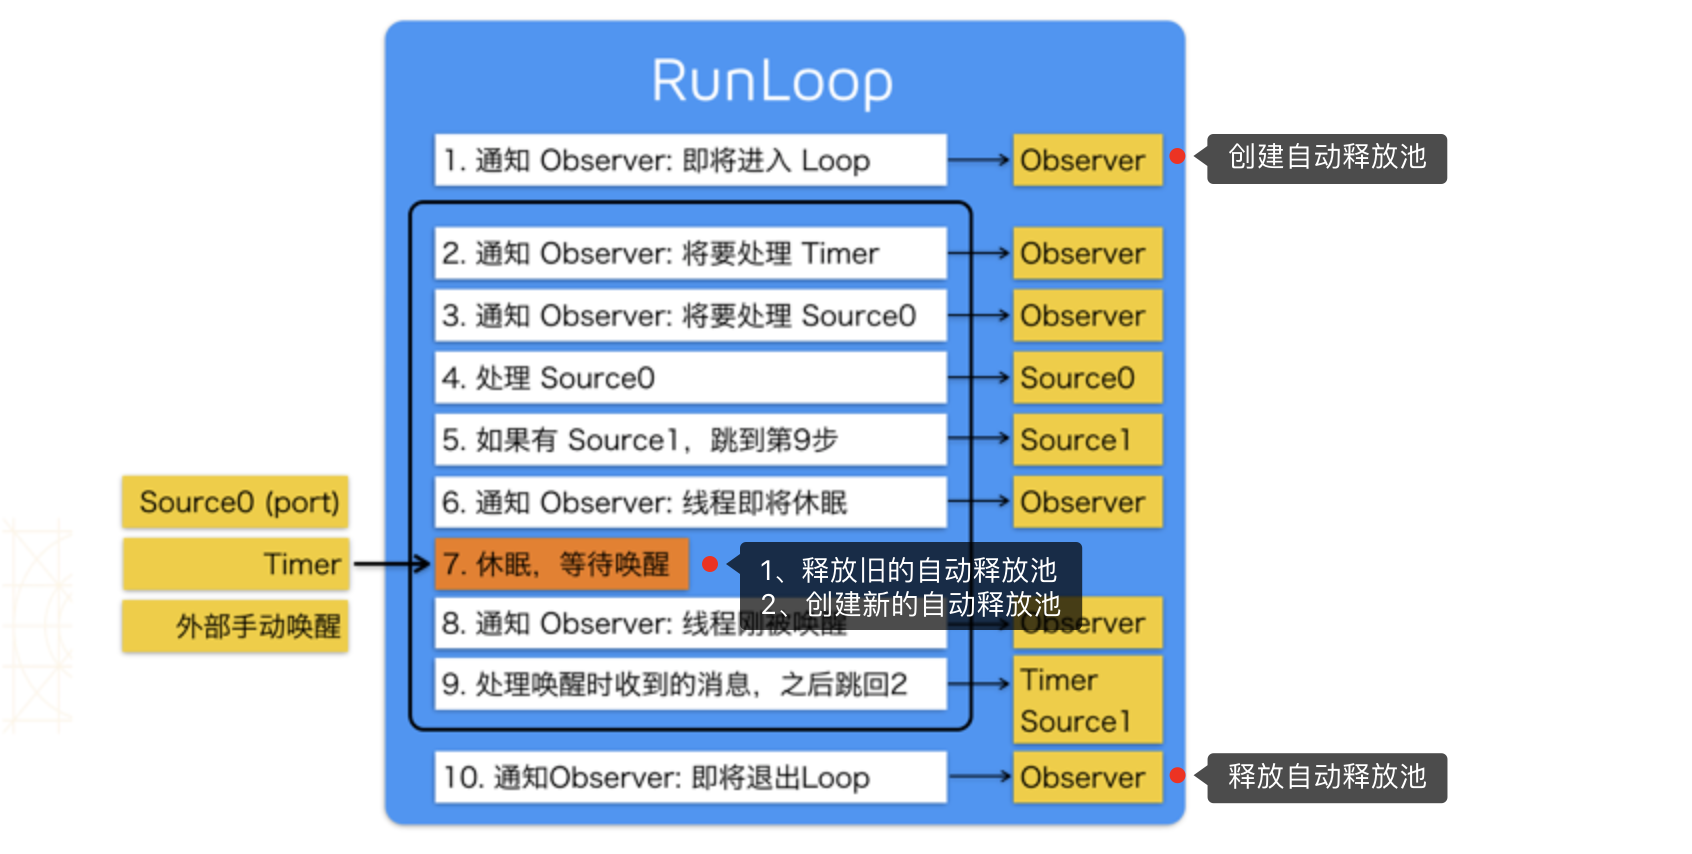 RunLoop
1. 通知 Observer: 即将进入 Loop
Observer
创建自动释放池
2. 通知 Observer: 将要处理 Timer
Observer
3. 通知 Observer: 将要处理 Source0
Observer
4. 处理 Source0
Source0
5. 如果有 Source1，跳到第9步
Source1
Source0 (port)
6. 通知 Observer: 线程即将休眠
Observer
Timer
7. 休眠，等待唤醒
1、释放旧的自动释放池
2、创建新的自动释放池
外部手动唤醒
8. 通知 Observer: 线程刚被唤醒
Observer
9. 处理唤醒时收到的消息，之后跳回2
Timer
Source1
10. 通知Observer: 即将退出Loop
Observer
释放自动释放池